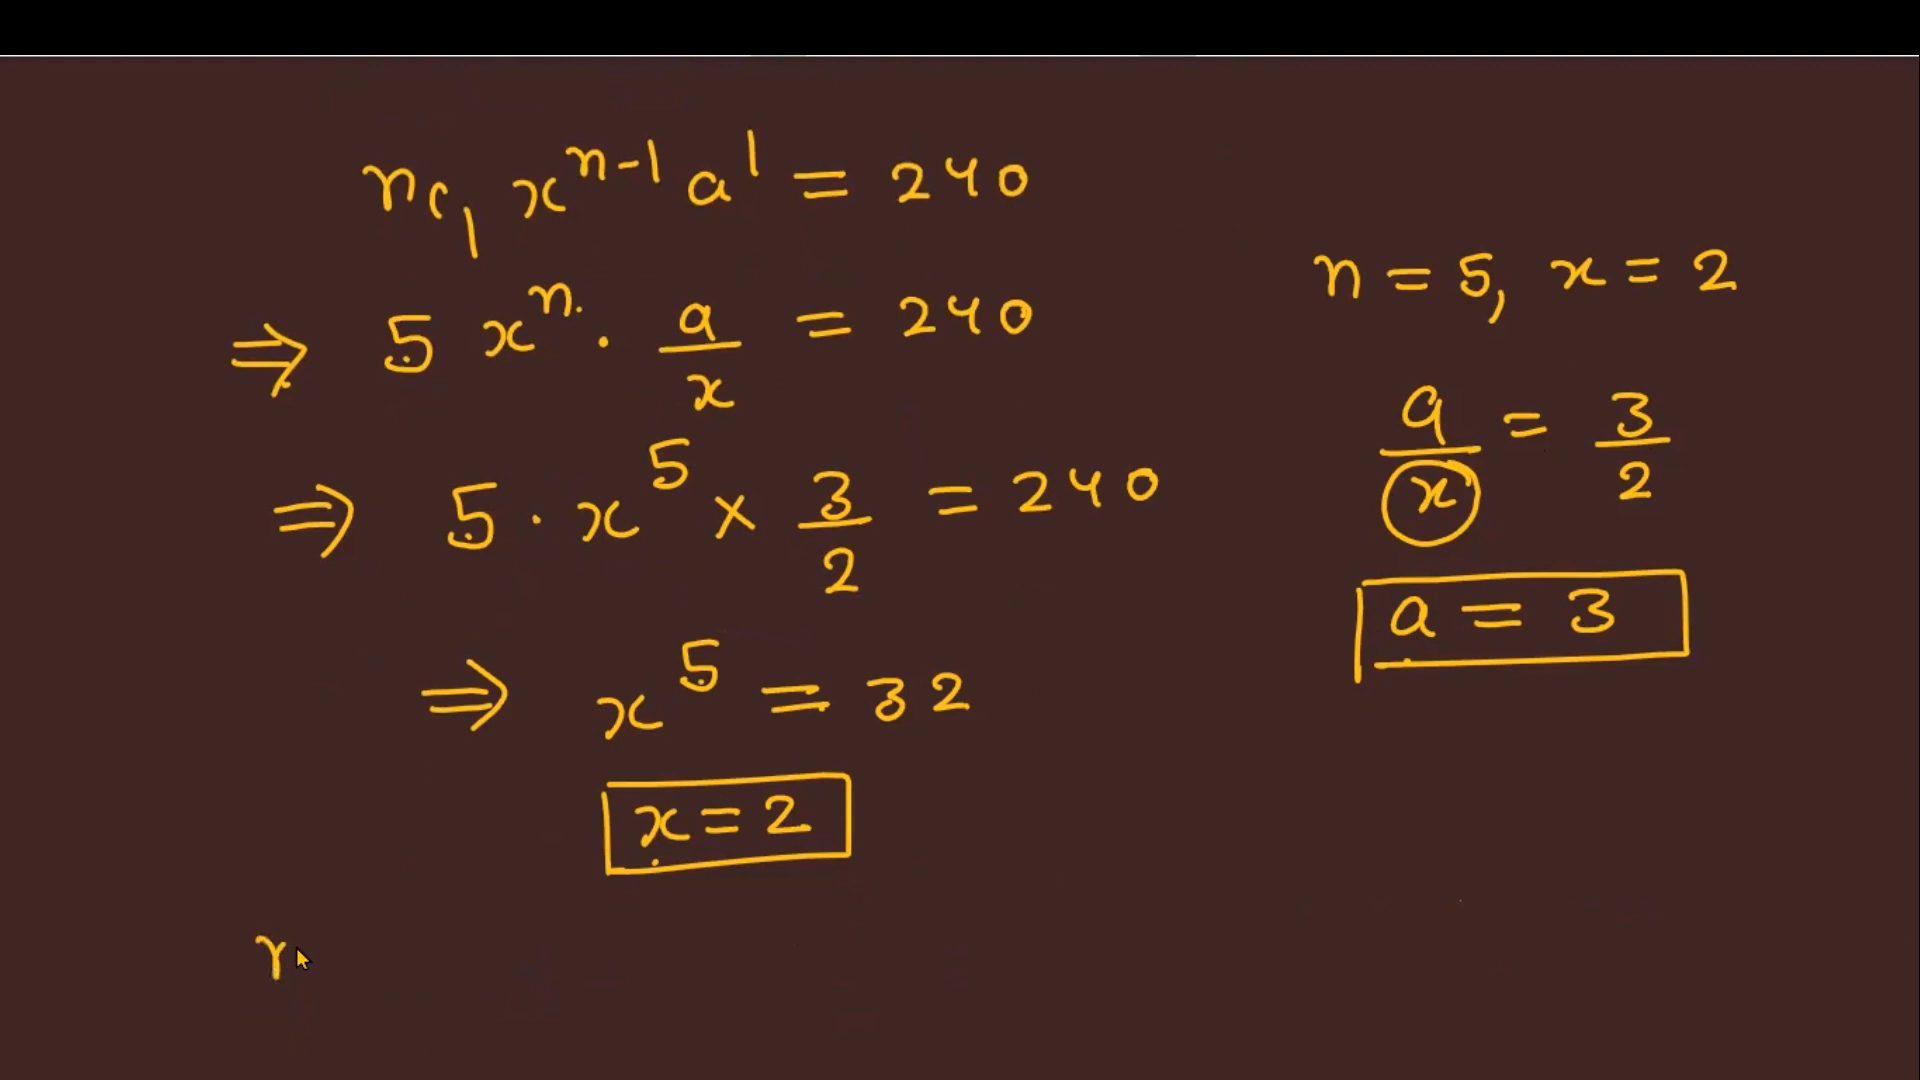 ⁿC₁ xⁿ⁻¹ a¹ = 240
⇒ 5 xⁿ · a/x = 240
⇒ 5 · x⁵ × 3/2 = 240
⇒ x⁵ = 32
x = 2
n = 5, x = 2
a/x = 3/2
a = 3